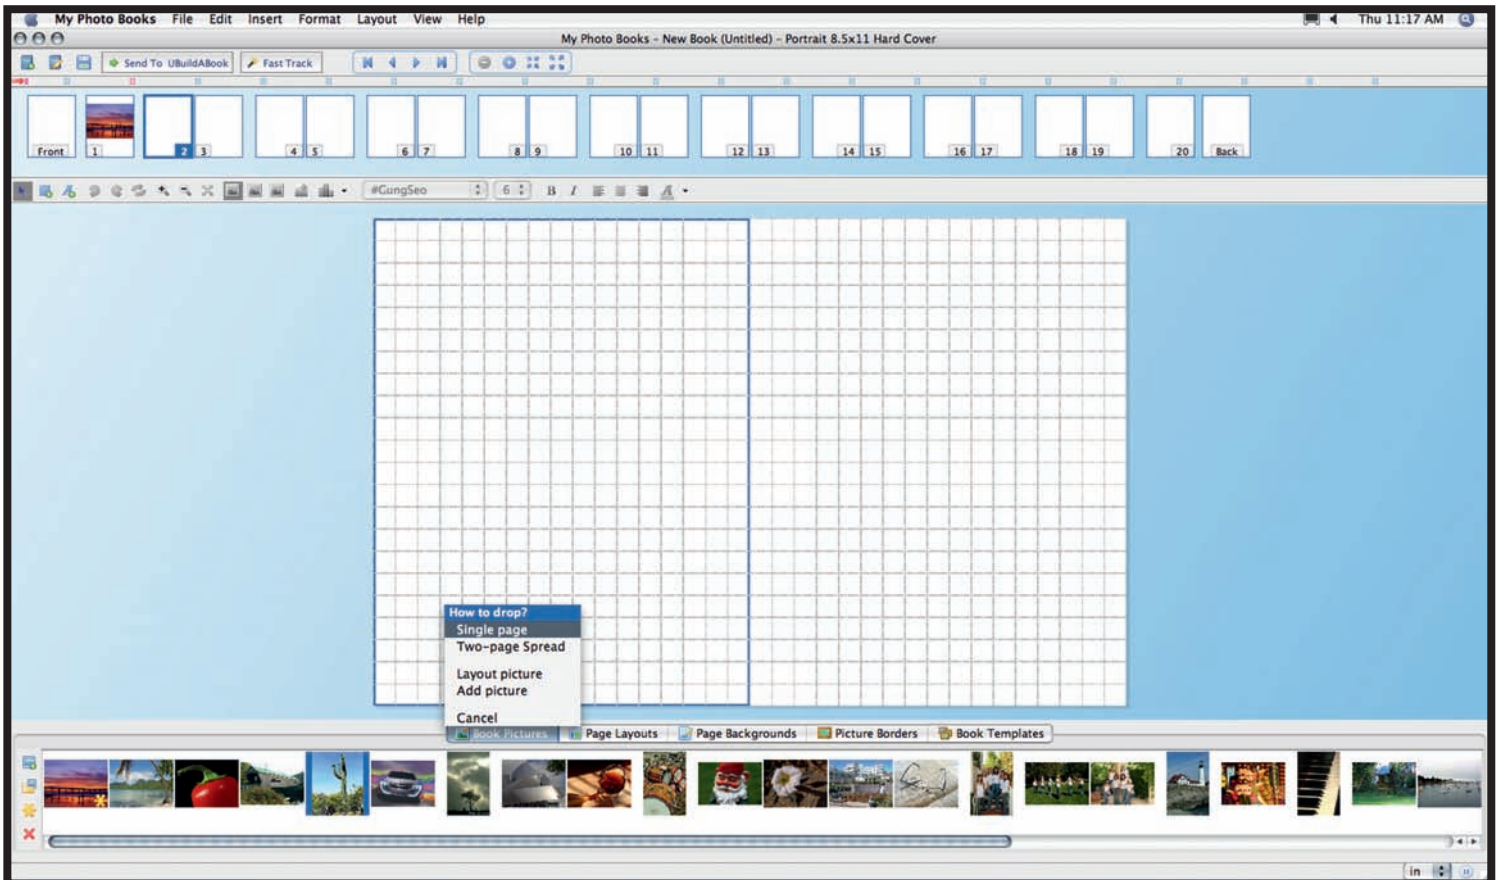 My Photo Books File Edit Insert Format Layout View Help Thu 11:17 AM
My Photo Books - New Book (Untitled) - Portrait 8.5x11 Hard Cover
Send To UBuildABook Fast Track
Front 1 2 3 4 5 6 7 8 9 10 11 12 13 14 15 16 17 18 19 20 Back
#GungSeo 6 B I A
How to drop?
Single page
Two-page Spread
Layout picture
Add picture
Cancel
Book Pictures Page Layouts Page Backgrounds Picture Borders Book Templates
in